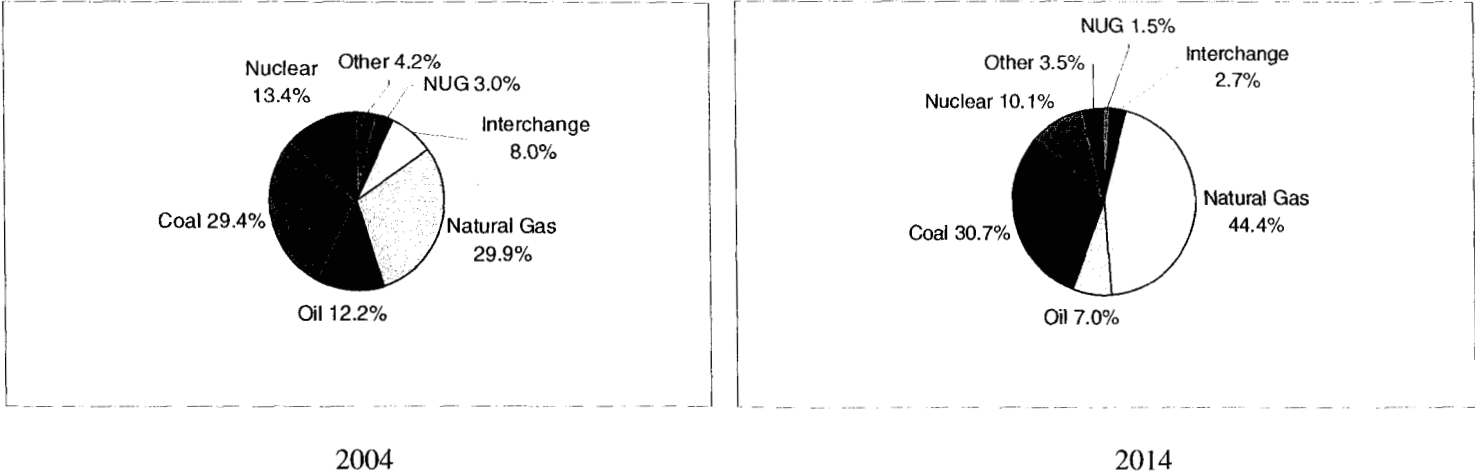 Nuclear
13.4%
Other 4.2%
NUG 3.0%
Interchange
8.0%
Natural Gas
29.9%
Oil 12.2%
Coal 29.4%
2004
NUG 1.5%
Interchange
2.7%
Other 3.5%
Nuclear 10.1%
Natural Gas
44.4%
Coal 30.7%
Oil 7.0%
2014